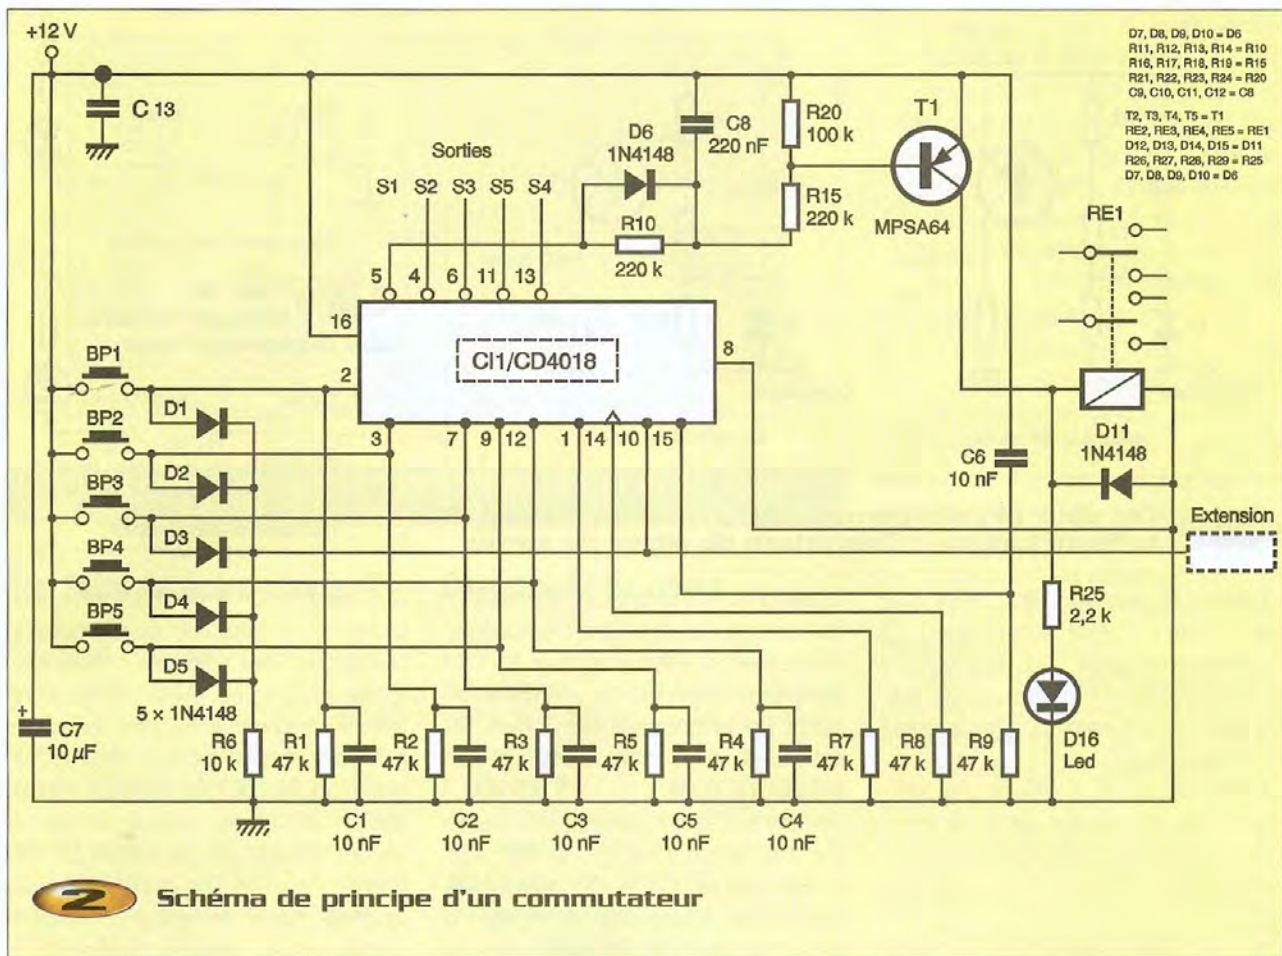 +12 V
C 13
Sorties
S1 S2 S3 S5 S4
D6
1N4148
R10
220 k
C8
220 nF
R20
100 k
R15
220 k
T1
MPSA64
D7, D8, D9, D10 = D6
R11, R12, R13, R14 = R10
R16, R17, R18, R19 = R15
R21, R22, R23, R24 = R20
C9, C10, C11, C12 = C8
T2, T3, T4, T5 = T1
RE2, RE3, RE4, RE5 = RE1
D12, D13, D14, D15 = D11
R26, R27, R28, R29 = R25
D7, D8, D9, D10 = D6
RE1
5 4 6 11 13
16
2
CI1/CD4018
8
3 7 9 12 1 14 10 15
BP1
D1
BP2
D2
BP3
D3
BP4
D4
BP5
D5
5 × 1N4148
C6
10 nF
D11
1N4148
Extension
R25
2,2 k
D16
Led
+
C7
10 µF
R6
10 k
R1
47 k
R2
47 k
R3
47 k
R5
47 k
R4
47 k
R7
47 k
R8
47 k
R9
47 k
C1
10 nF
C2
10 nF
C3
10 nF
C5
10 nF
C4
10 nF
2 Schéma de principe d'un commutateur